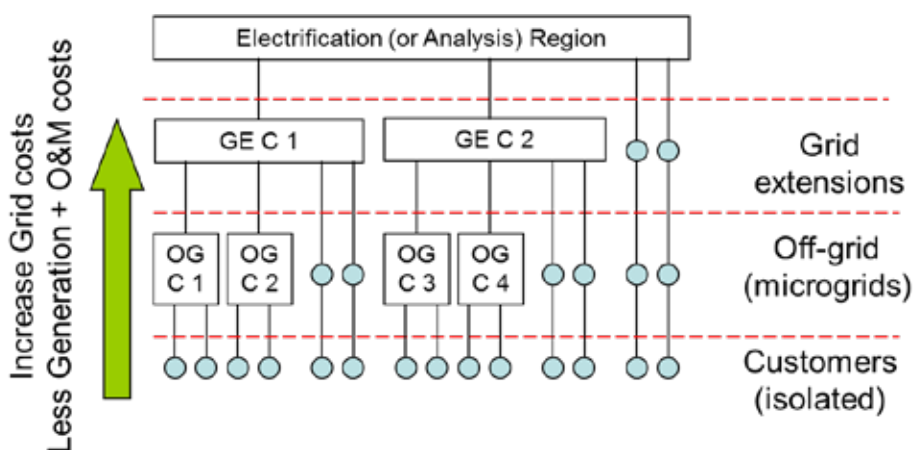 Increase Grid costs
Less Generation + O&M costs
Electrification (or Analysis) Region
GE C 1
GE C 2
Grid
extensions
OG
C 1
OG
C 2
OG
C 3
OG
C 4
Off-grid
(microgrids)
Customers
(isolated)